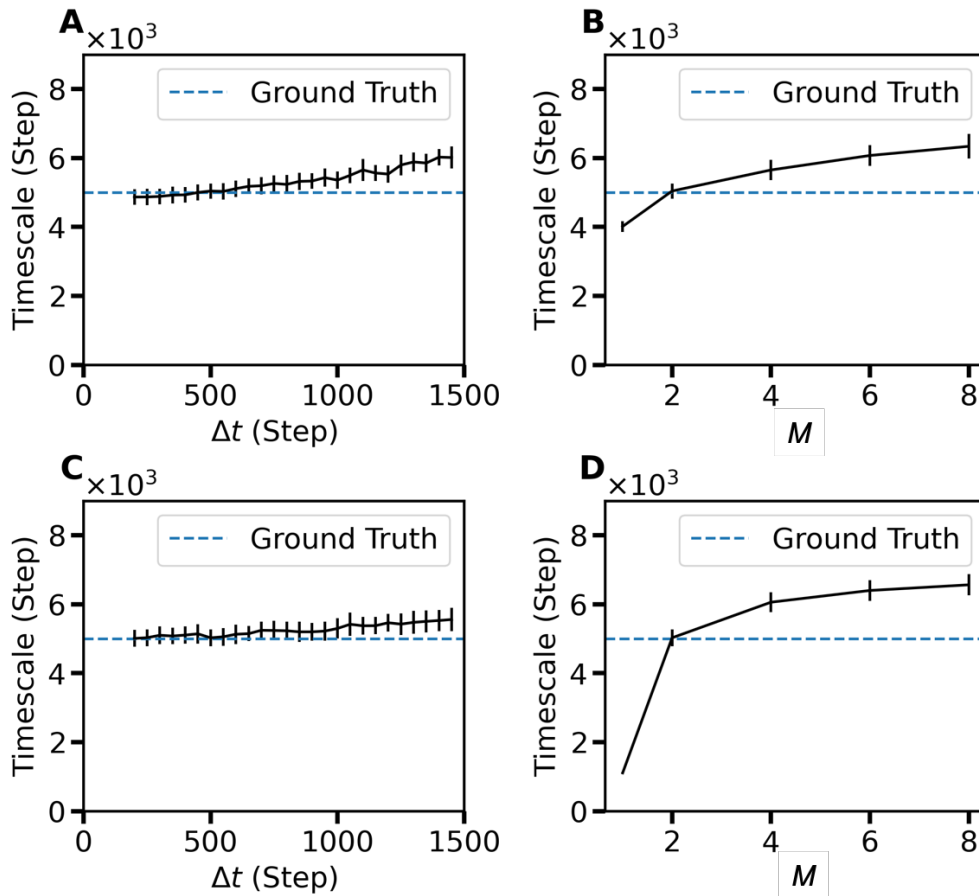 A
×10³
Timescale (Step)
8
6
4
2
0
Ground Truth
0 500 1000 1500
Δt (Step)
B
×10³
Timescale (Step)
8
6
4
2
0
Ground Truth
2 4 6 8
M
C
×10³
Timescale (Step)
8
6
4
2
0
Ground Truth
0 500 1000 1500
Δt (Step)
D
×10³
Timescale (Step)
8
6
4
2
0
Ground Truth
2 4 6 8
M